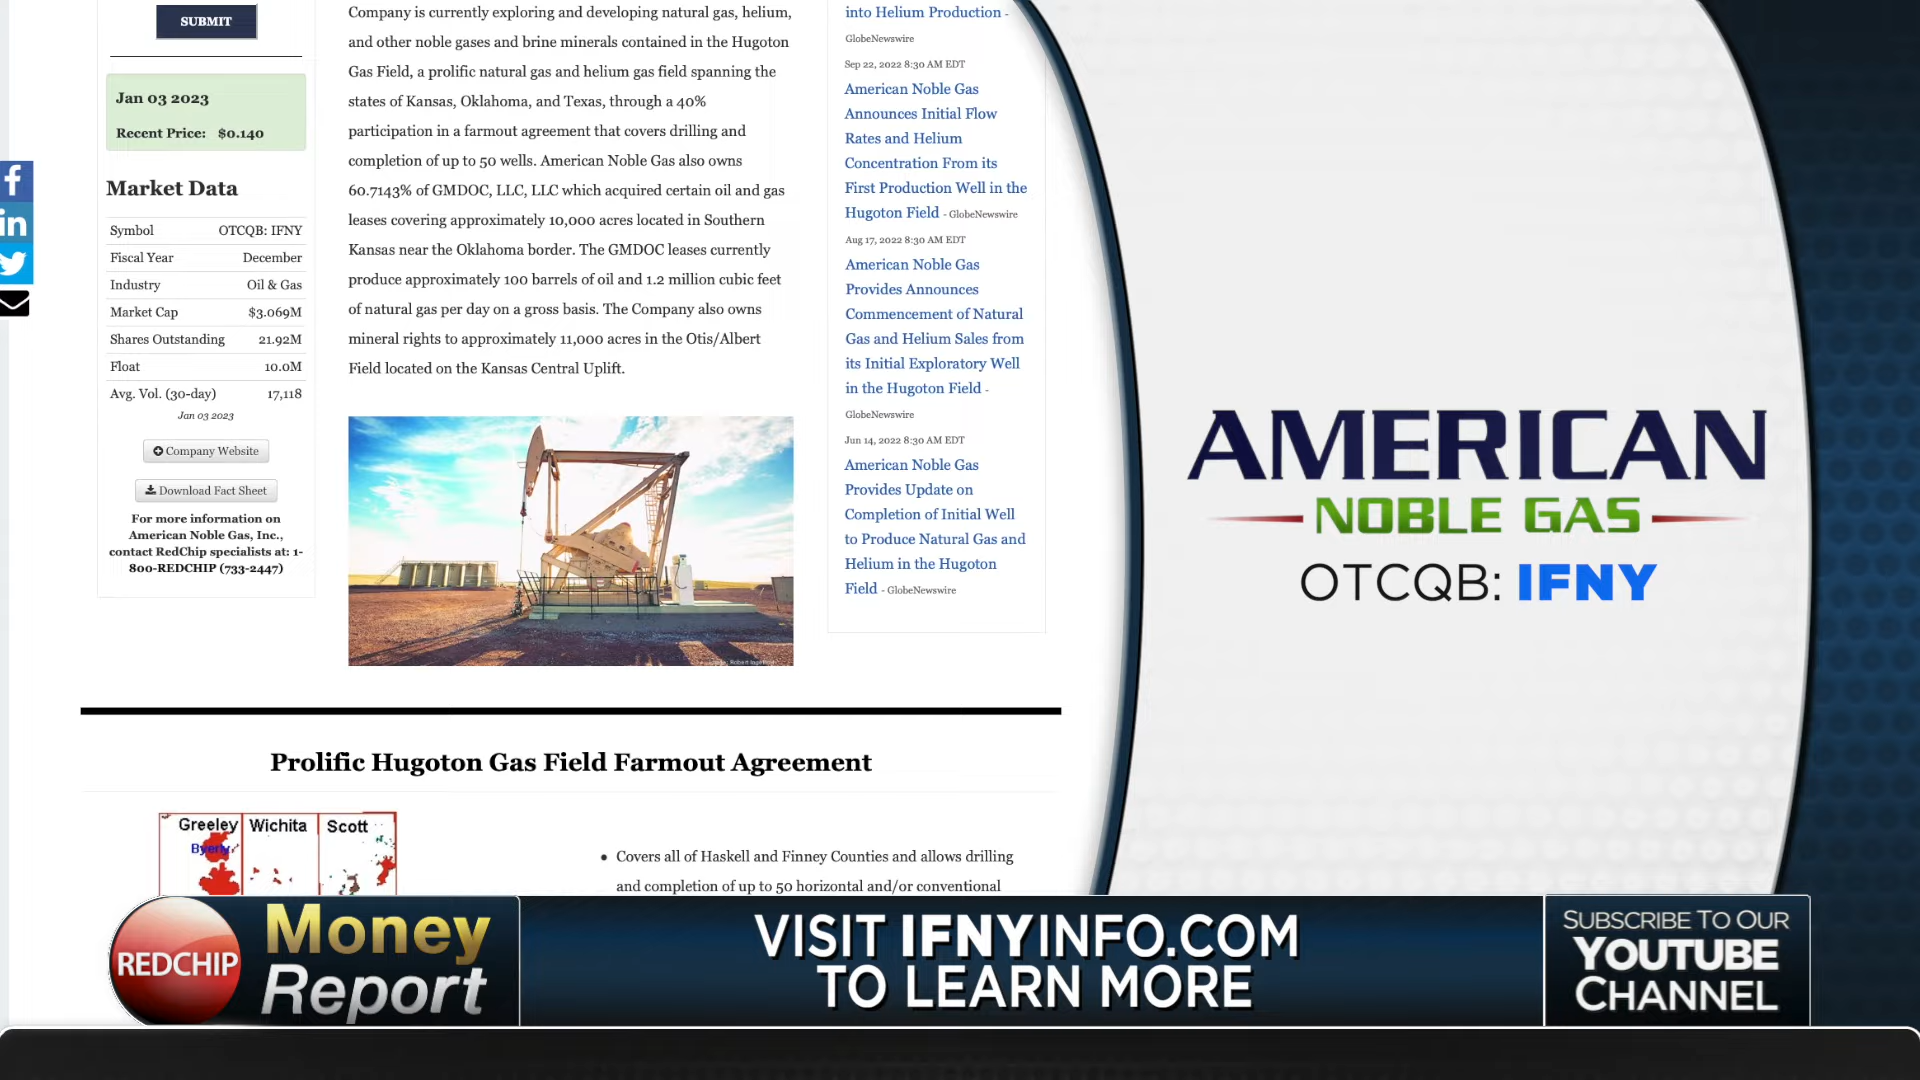 SUBMIT
Jan 03 2023
Recent Price: $0.140
Market Data
Symbol OTCQB: IFNY
Fiscal Year December
Industry Oil & Gas
Market Cap $3.069M
Shares Outstanding 21.92M
Float 10.0M
Avg. Vol. (30-day) 17,118
Jan 03 2023
Company Website
Download Fact Sheet
For more information on
American Noble Gas, Inc.,
contact RedChip specialists at: 1-
800-REDCHIP (733-2447)
Company is currently exploring and developing natural gas, helium,
and other noble gases and brine minerals contained in the Hugoton
Gas Field, a prolific natural gas and helium gas field spanning the
states of Kansas, Oklahoma, and Texas, through a 40%
participation in a farmout agreement that covers drilling and
completion of up to 50 wells. American Noble Gas also owns
60.7143% of GMDOC, LLC, LLC which acquired certain oil and gas
leases covering approximately 10,000 acres located in Southern
Kansas near the Oklahoma border. The GMDOC leases currently
produce approximately 100 barrels of oil and 1.2 million cubic feet
of natural gas per day on a gross basis. The Company also owns
mineral rights to approximately 11,000 acres in the Otis/Albert
Field located on the Kansas Central Uplift.
into Helium Production -
GlobeNewswire
Sep 22, 2022 8:30 AM EDT
American Noble Gas
Announces Initial Flow
Rates and Helium
Concentration From its
First Production Well in the
Hugoton Field - GlobeNewswire
Aug 17, 2022 8:30 AM EDT
American Noble Gas
Provides Announces
Commencement of Natural
Gas and Helium Sales from
its Initial Exploratory Well
in the Hugoton Field -
GlobeNewswire
Jun 14, 2022 8:30 AM EDT
American Noble Gas
Provides Update on
Completion of Initial Well
to Produce Natural Gas and
Helium in the Hugoton
Field - GlobeNewswire
Prolific Hugoton Gas Field Farmout Agreement
Greeley Wichita Scott
Byerly
• Covers all of Haskell and Finney Counties and allows drilling
and completion of up to 50 horizontal and/or conventional
AMERICAN
NOBLE GAS
OTCQB: IFNY
REDCHIP
Money
Report
VISIT IFNYINFO.COM
TO LEARN MORE
SUBSCRIBE TO OUR
YOUTUBE
CHANNEL